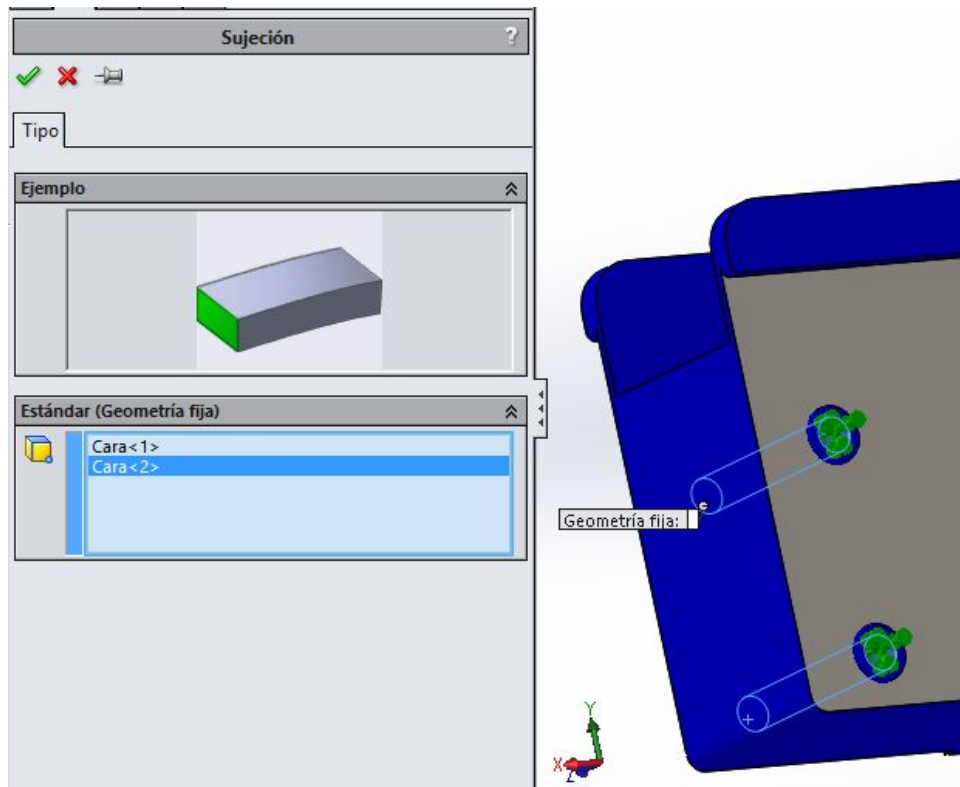 Sujeción
?
Tipo
Ejemplo
Estándar (Geometría fija)
Cara<1>
Cara<2>
Geometría fija:
Y
X
Z